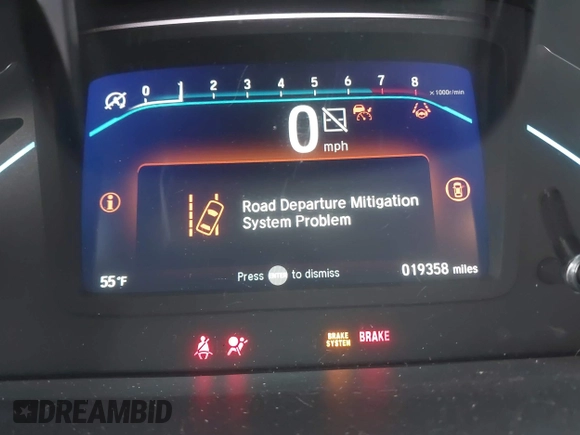 0 1 2 3 4 5 6 7 8 ×1000r/min
0
mph
Road Departure Mitigation
System Problem
Press ENTER to dismiss
55°F
019358 miles
BRAKE
SYSTEM
BRAKE
DREAMBID